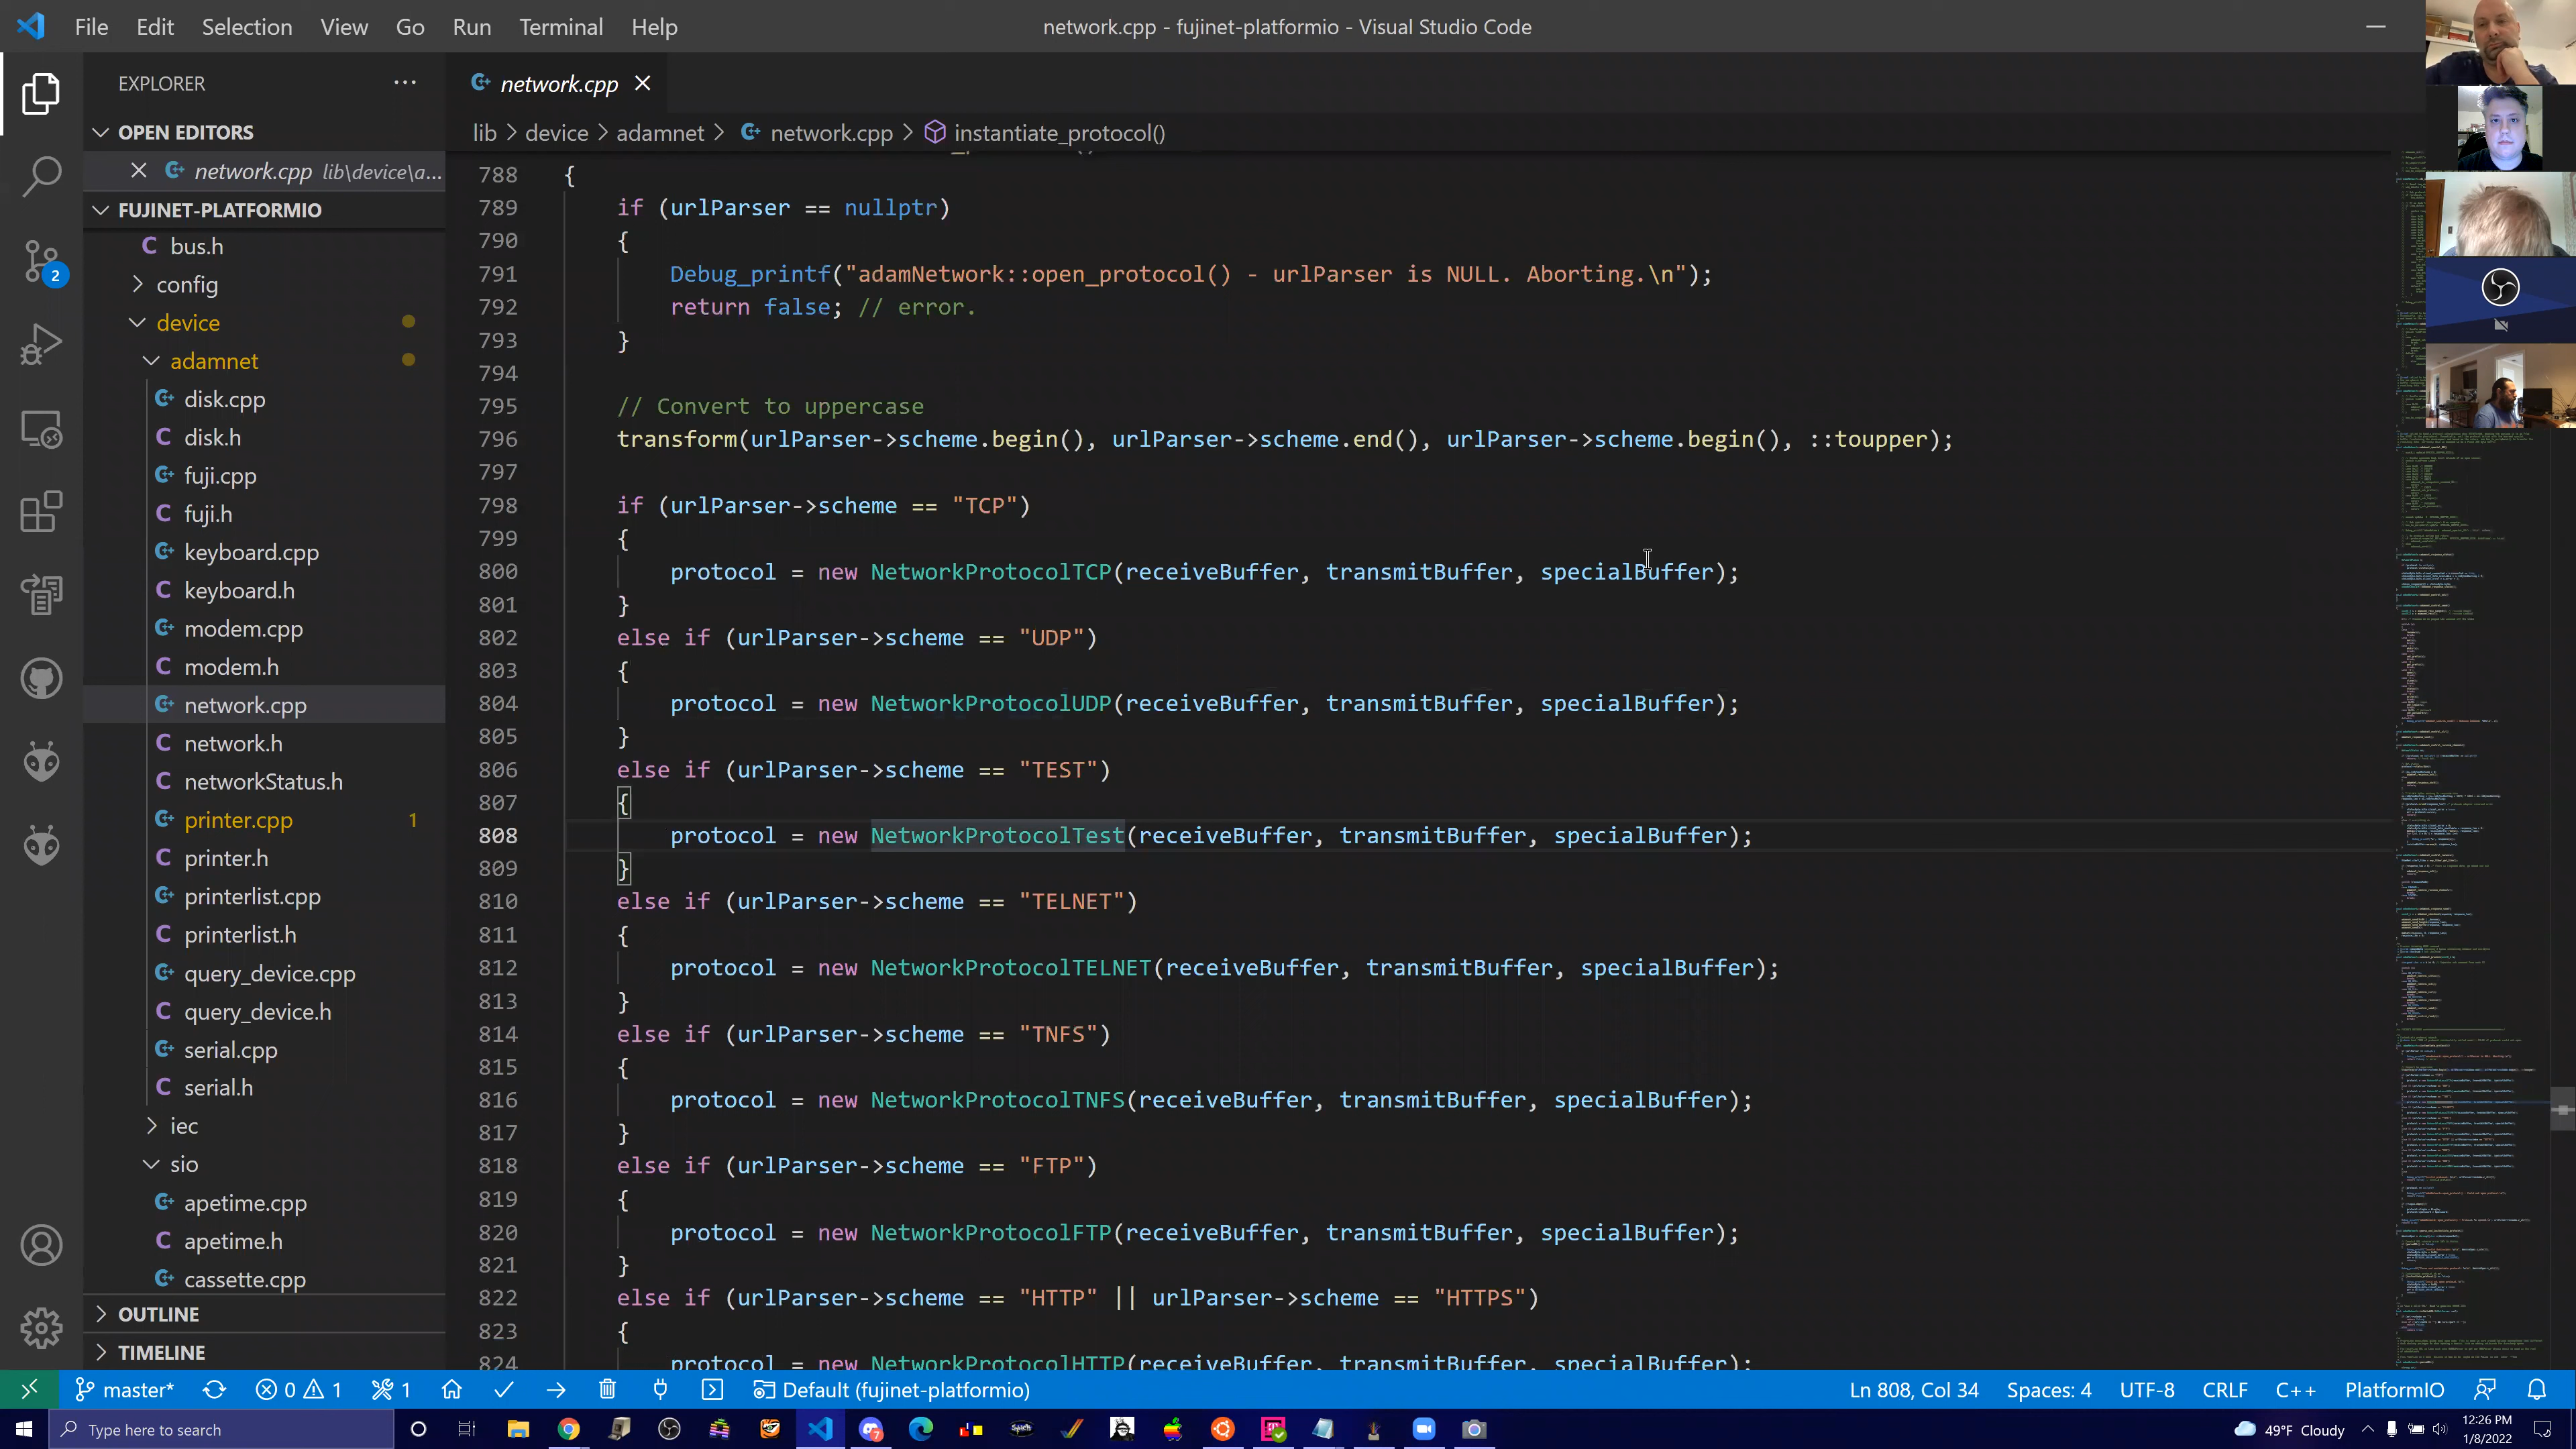 File Edit Selection View Go Run Terminal Help
network.cpp - fujinet-platformio - Visual Studio Code
EXPLORER
OPEN EDITORS
network.cpp lib\device\a...
FUJINET-PLATFORMIO
bus.h
config
device
adamnet
disk.cpp
disk.h
fuji.cpp
fuji.h
keyboard.cpp
keyboard.h
modem.cpp
modem.h
network.cpp
network.h
networkStatus.h
printer.cpp 1
printer.h
printerlist.cpp
printerlist.h
query_device.cpp
query_device.h
serial.cpp
serial.h
iec
sio
apetime.cpp
apetime.h
cassette.cpp
OUTLINE
TIMELINE
2
network.cpp
lib > device > adamnet > network.cpp > instantiate_protocol()
788 {
789 if (urlParser == nullptr)
790 {
791 Debug_printf("adamNetwork::open_protocol() - urlParser is NULL. Aborting.\n");
792 return false; // error.
793 }
794
795 // Convert to uppercase
796 transform(urlParser->scheme.begin(), urlParser->scheme.end(), urlParser->scheme.begin(), ::toupper);
797
798 if (urlParser->scheme == "TCP")
799 {
800 protocol = new NetworkProtocolTCP(receiveBuffer, transmitBuffer, specialBuffer);
801 }
802 else if (urlParser->scheme == "UDP")
803 {
804 protocol = new NetworkProtocolUDP(receiveBuffer, transmitBuffer, specialBuffer);
805 }
806 else if (urlParser->scheme == "TEST")
807 {
808 protocol = new NetworkProtocolTest(receiveBuffer, transmitBuffer, specialBuffer);
809 }
810 else if (urlParser->scheme == "TELNET")
811 {
812 protocol = new NetworkProtocolTELNET(receiveBuffer, transmitBuffer, specialBuffer);
813 }
814 else if (urlParser->scheme == "TNFS")
815 {
816 protocol = new NetworkProtocolTNFS(receiveBuffer, transmitBuffer, specialBuffer);
817 }
818 else if (urlParser->scheme == "FTP")
819 {
820 protocol = new NetworkProtocolFTP(receiveBuffer, transmitBuffer, specialBuffer);
821 }
822 else if (urlParser->scheme == "HTTP" || urlParser->scheme == "HTTPS")
823 {
824 protocol = new NetworkProtocolHTTP(receiveBuffer, transmitBuffer, specialBuffer);
master* 0 1 1 Default (fujinet-platformio) Ln 808, Col 34 Spaces: 4 UTF-8 CRLF C++ PlatformIO
Type here to search
49°F Cloudy
12:26 PM
1/8/2022